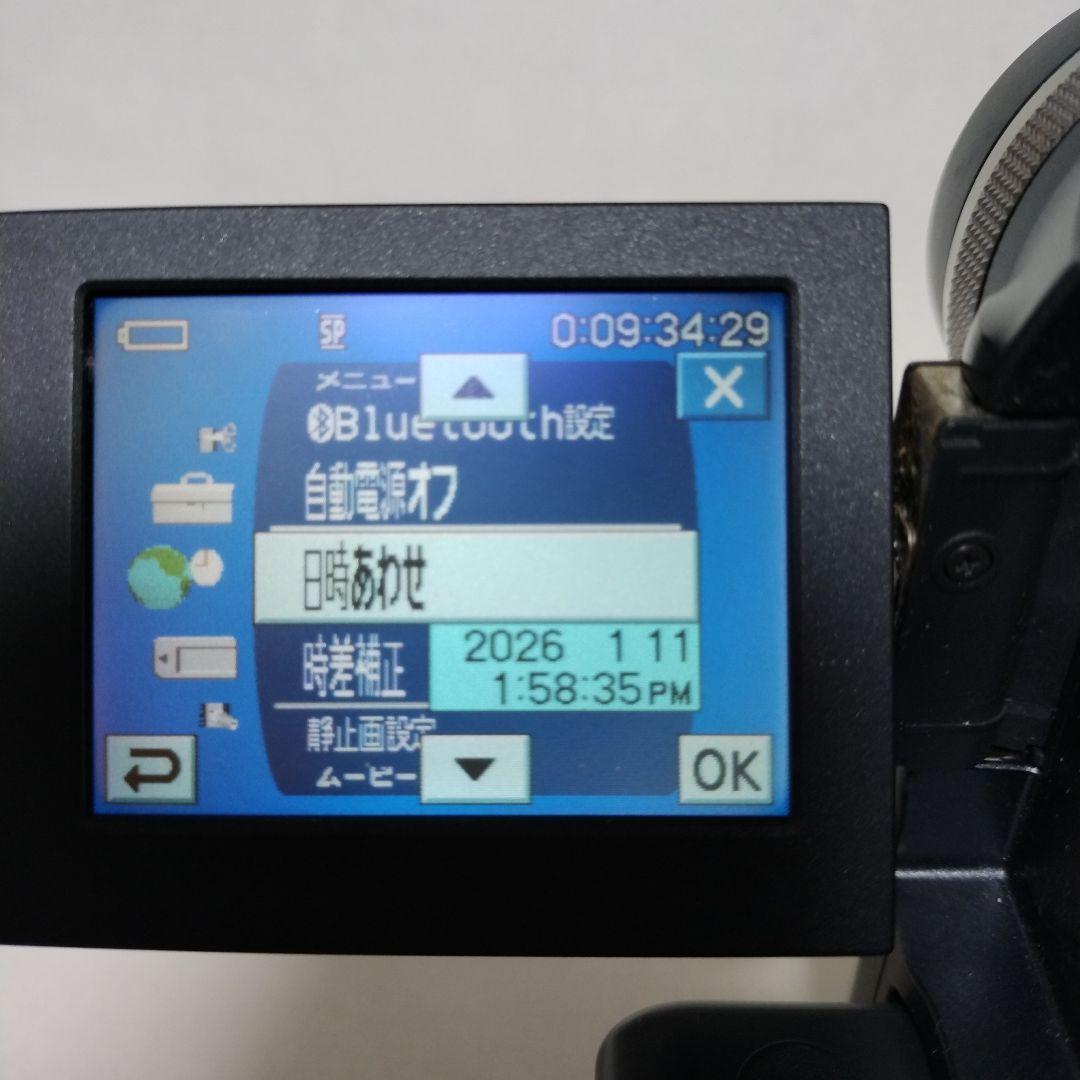 SP
0:09:34:29
メニュー
Bluetooth設定
自動電源オフ
日時あわせ
時差補正
2026 1 11
1:58:35PM
静止画設定
ムービー
OK